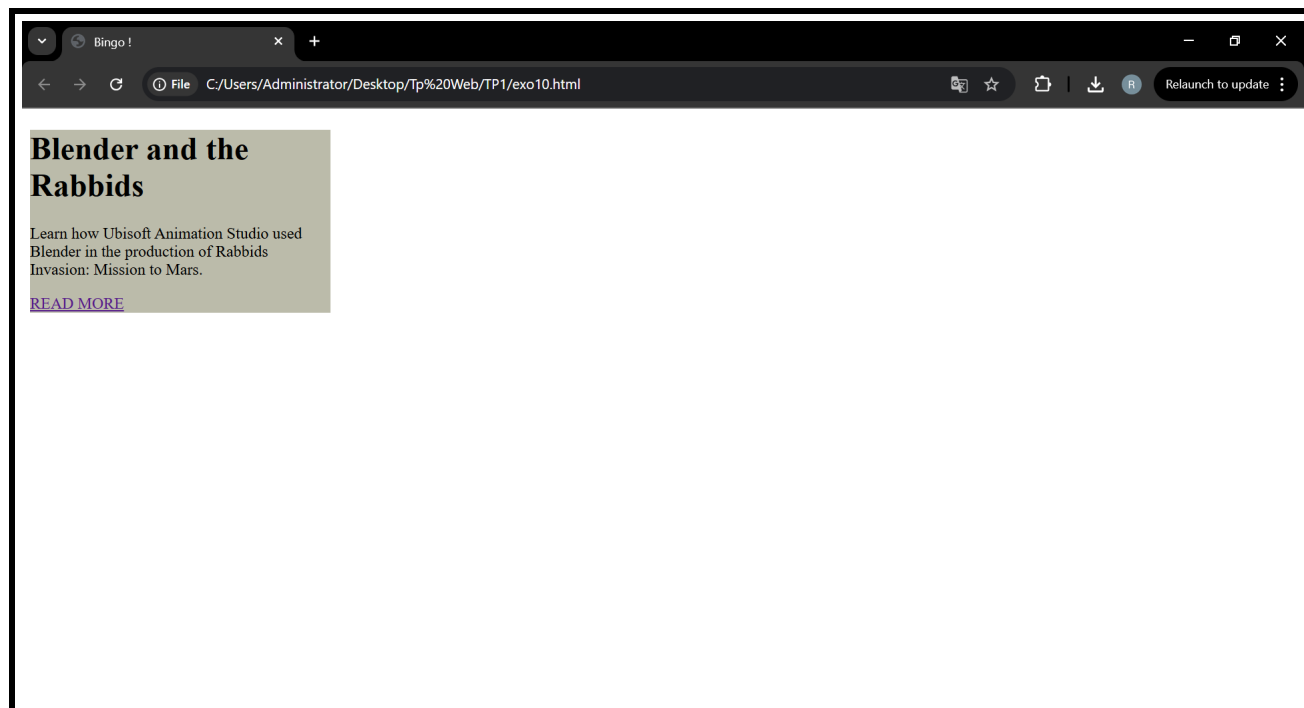 Bingo !
File C:/Users/Administrator/Desktop/Tp%20Web/TP1/exo10.html R Relaunch to update
Blender and the
Rabbids
Learn how Ubisoft Animation Studio used
Blender in the production of Rabbids
Invasion: Mission to Mars.
READ MORE